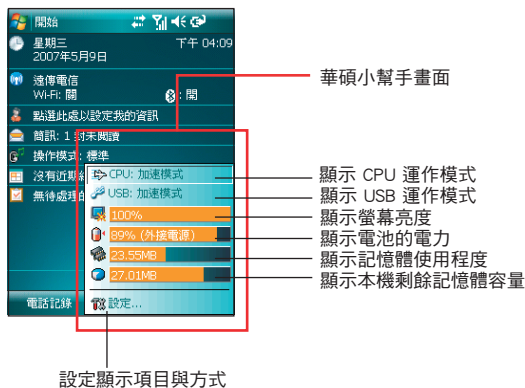 開始
星期三
下午 04:09
2007年5月9日
遠傳電信
Wi-Fi: 關
: 開
點選此處以設定我的資訊
簡訊: 1 封未閱讀
操作模式: 標準
沒有近期
無待處理的
CPU: 加速模式
USB: 加速模式
100%
89% (外接電源)
23.55MB
27.01MB
設定...
電話記錄
華碩小幫手畫面
顯示 CPU 運作模式
顯示 USB 運作模式
顯示螢幕亮度
顯示電池的電力
顯示記憶體使用程度
顯示本機剩餘記憶體容量
設定顯示項目與方式